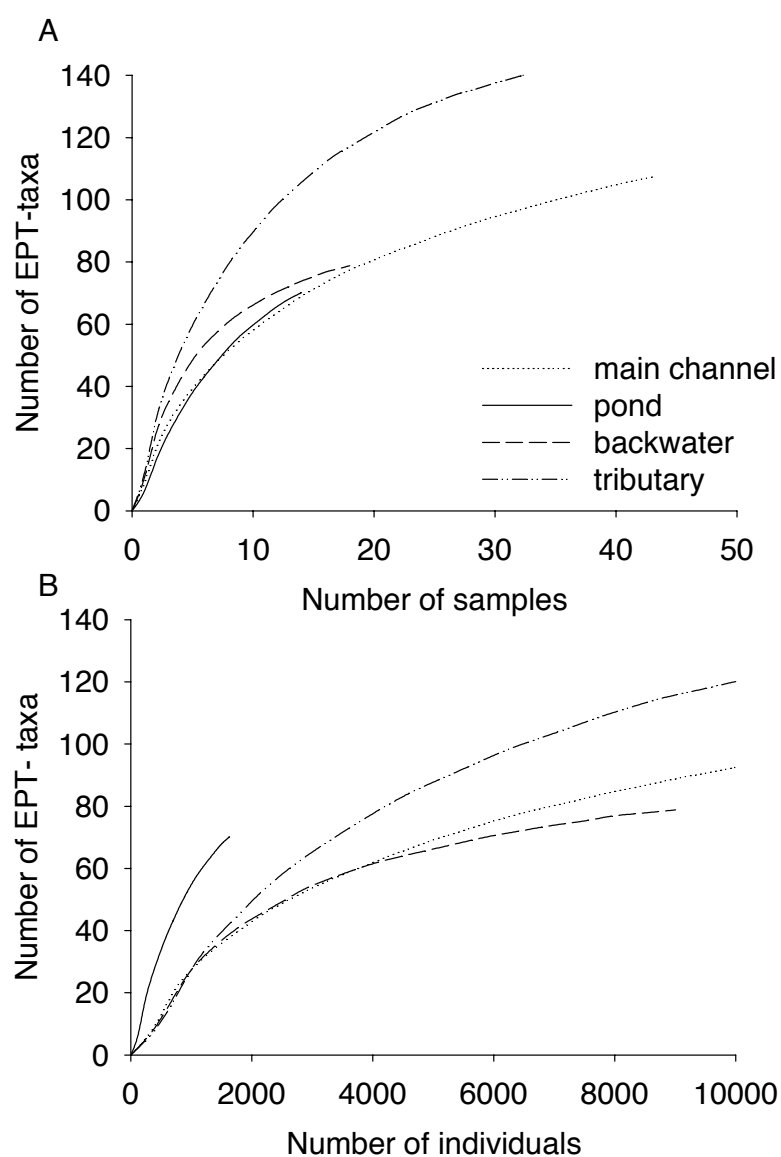 A
140
120
100
80
60
40
20
0
Number of EPT-taxa
main channel
pond
backwater
tributary
0 10 20 30 40 50
Number of samples
B
140
120
100
80
60
40
20
0
Number of EPT- taxa
0 2000 4000 6000 8000 10000
Number of individuals